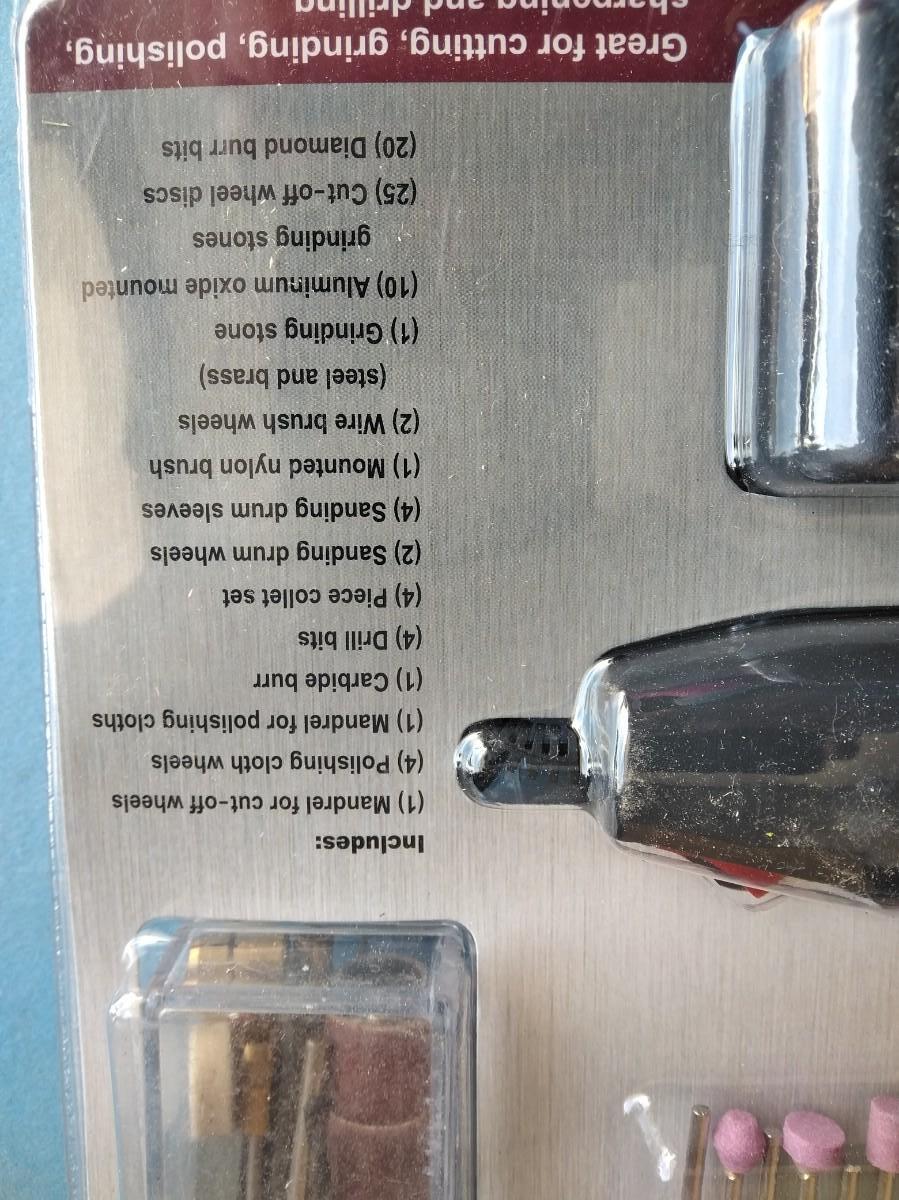 Includes:
(1) Mandrel for cut-off wheels
(4) Polishing cloth wheels
(1) Mandrel for polishing cloths
(1) Carbide burr
(4) Drill bits
(4) Piece collet set
(2) Sanding drum wheels
(4) Sanding drum sleeves
(1) Mounted nylon brush
(2) Wire brush wheels
(steel and brass)
(1) Grinding stone
(10) Aluminum oxide mounted
grinding stones
(25) Cut-off wheel discs
(20) Diamond burr bits
Great for cutting, grinding, polishing,
sharpening and drilling